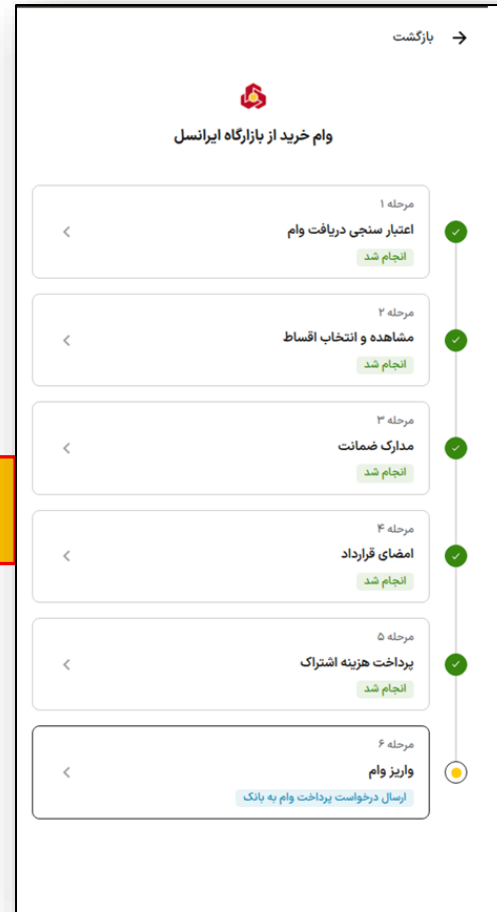 بازگشت
وام خرید از بازارگاه ایرانسل
مرحله ۱
اعتبار سنجی دریافت وام
انجام شد
مرحله ۲
مشاهده و انتخاب اقساط
انجام شد
مرحله ۳
مدارک ضمانت
انجام شد
مرحله ۴
امضای قرارداد
انجام شد
مرحله ۵
پرداخت هزینه اشتراک
انجام شد
مرحله ۶
واریز وام
ارسال درخواست پرداخت وام به بانک